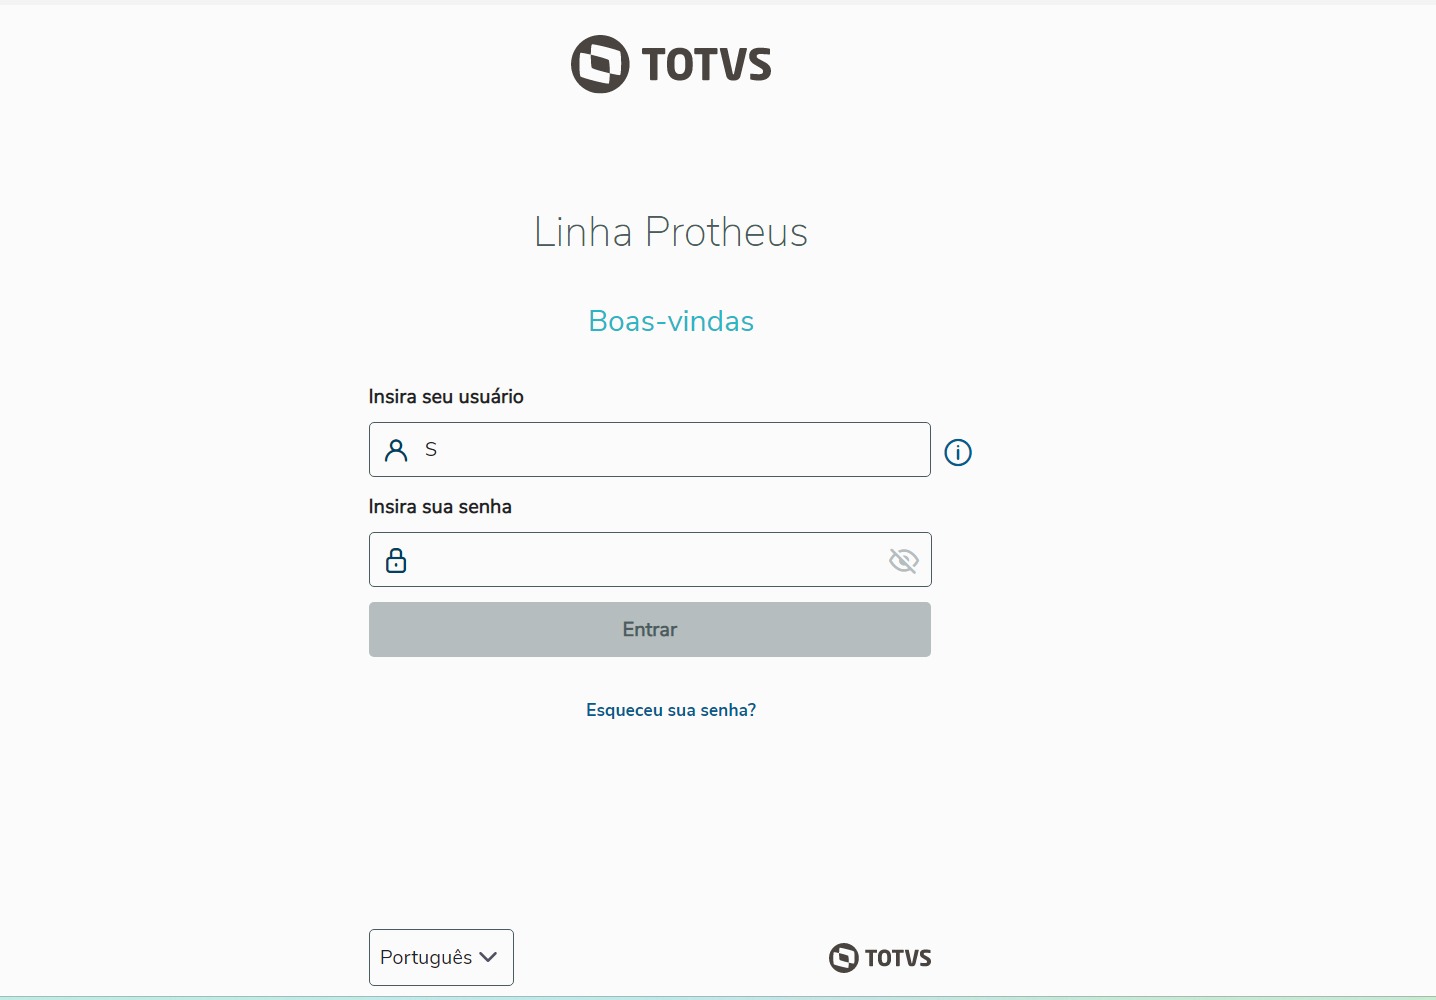 TOTVS
Linha Protheus
Boas-vindas
Insira seu usuário
S
Insira sua senha
Entrar
Esqueceu sua senha?
Português
TOTVS